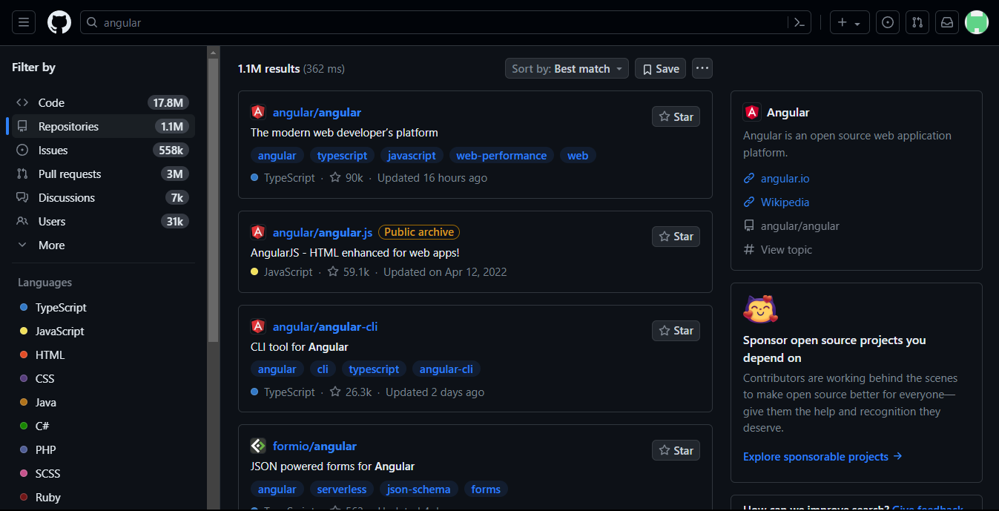 angular
Filter by
Code 17.8M
Repositories 1.1M
Issues 558k
Pull requests 3M
Discussions 7k
Users 31k
More
Languages
TypeScript
JavaScript
HTML
CSS
Java
C#
PHP
SCSS
Ruby
1.1M results (362 ms)
Sort by: Best match
Save
angular/angular
Star
The modern web developer's platform
angular typescript javascript web-performance web
TypeScript · 90k · Updated 16 hours ago
angular/angular.js Public archive
Star
AngularJS - HTML enhanced for web apps!
JavaScript · 59.1k · Updated on Apr 12, 2022
angular/angular-cli
Star
CLI tool for Angular
angular cli typescript angular-cli
TypeScript · 26.3k · Updated 2 days ago
formio/angular
Star
JSON powered forms for Angular
angular serverless json-schema forms
Angular
Angular is an open source web application
platform.
angular.io
Wikipedia
angular/angular
View topic
Sponsor open source projects you
depend on
Contributors are working behind the scenes
to make open source better for everyone—
give them the help and recognition they
deserve.
Explore sponsorable projects
How can we improve search? Give feedback